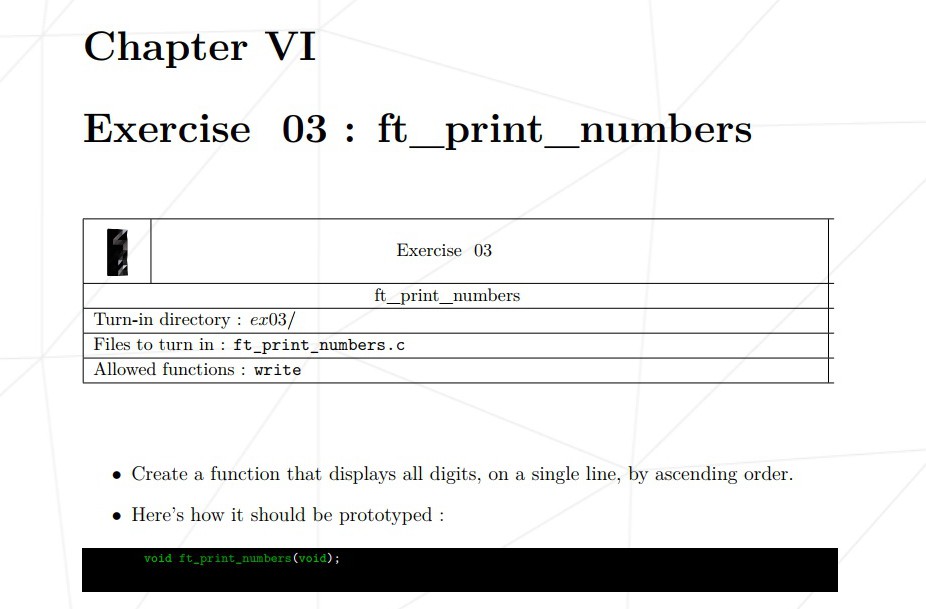 Chapter VI
Exercise 03 : ft_print_numbers
Exercise 03
ft_print_numbers
Turn-in directory : ex03/
Files to turn in : ft_print_numbers.c
Allowed functions : write
• Create a function that displays all digits, on a single line, by ascending order.
• Here's how it should be prototyped :
void ft_print_numbers(void);